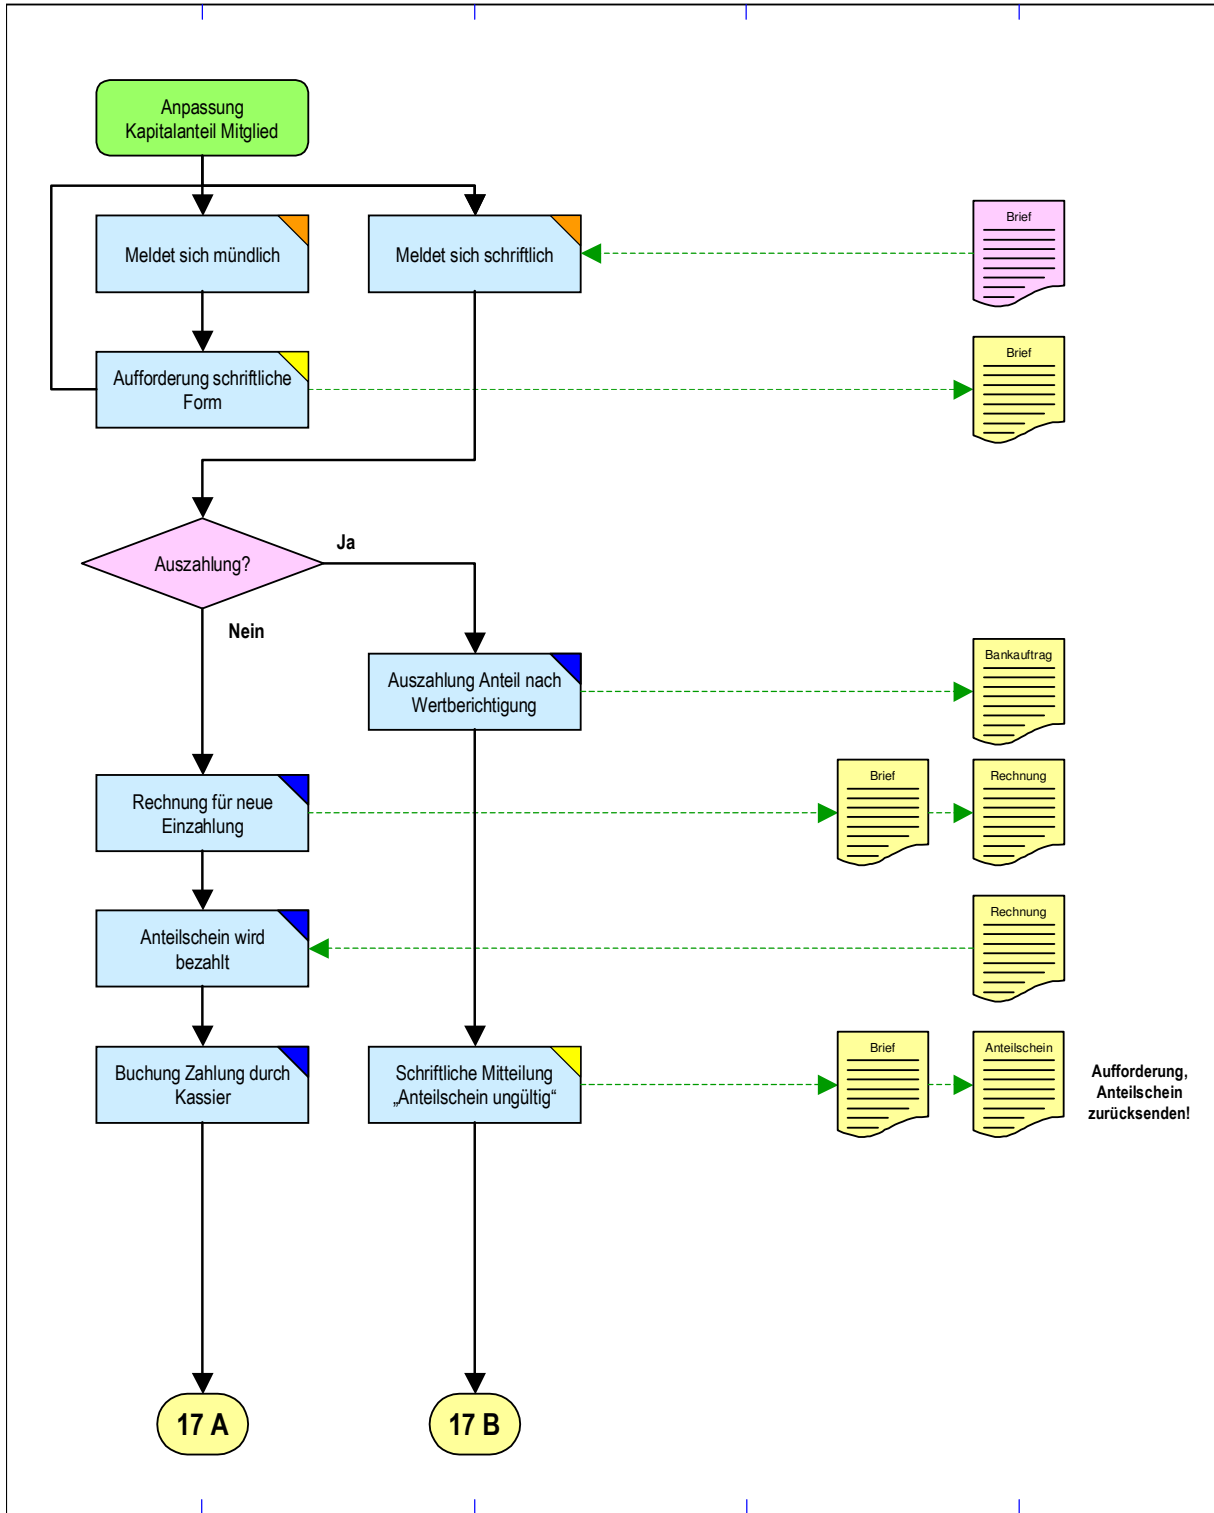 Anpassung
Kapitalanteil Mitglied
Meldet sich mündlich
Meldet sich schriftlich
Brief
Aufforderung schriftliche
Form
Brief
Auszahlung?
Ja
Nein
Auszahlung Anteil nach
Wertberichtigung
Bankauftrag
Rechnung für neue
Einzahlung
Brief
Rechnung
Anteilschein wird
bezahlt
Rechnung
Buchung Zahlung durch
Kassier
Schriftliche Mitteilung
„Anteilschein ungültig“
Brief
Anteilschein
Aufforderung,
Anteilschein
zurücksenden!
17 A
17 B